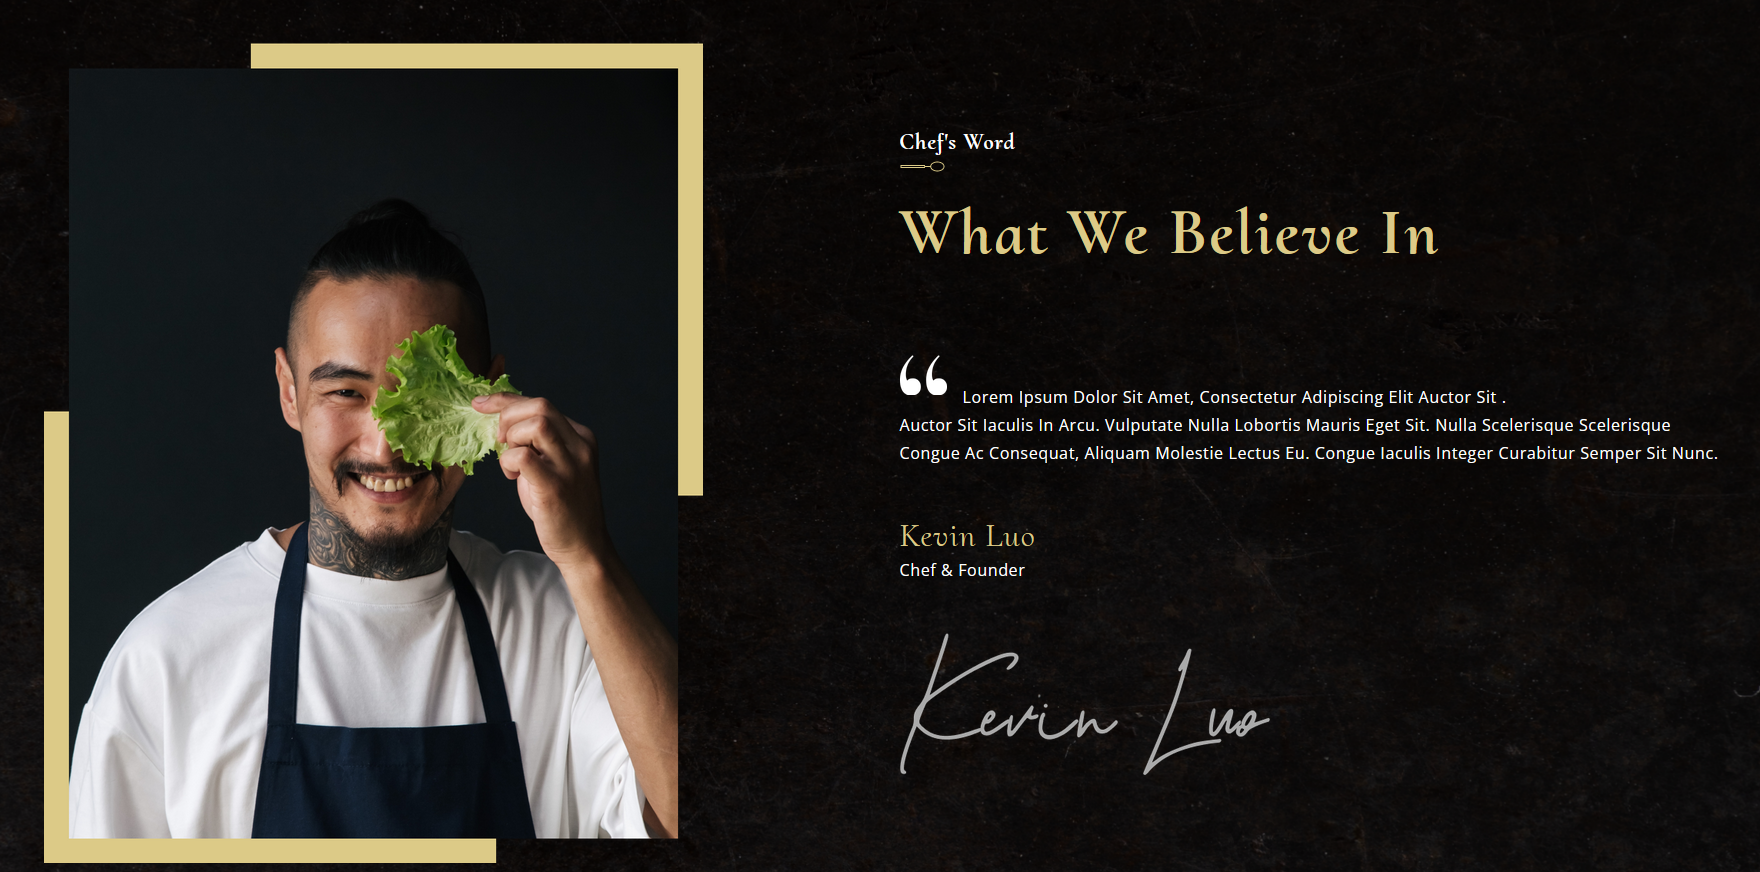 Chef's Word
What We Believe In
“ Lorem Ipsum Dolor Sit Amet, Consectetur Adipiscing Elit Auctor Sit .
Auctor Sit Iaculis In Arcu. Vulputate Nulla Lobortis Mauris Eget Sit. Nulla Scelerisque Scelerisque
Congue Ac Consequat, Aliquam Molestie Lectus Eu. Congue Iaculis Integer Curabitur Semper Sit Nunc.
Kevin Luo
Chef & Founder
Kevin Luo